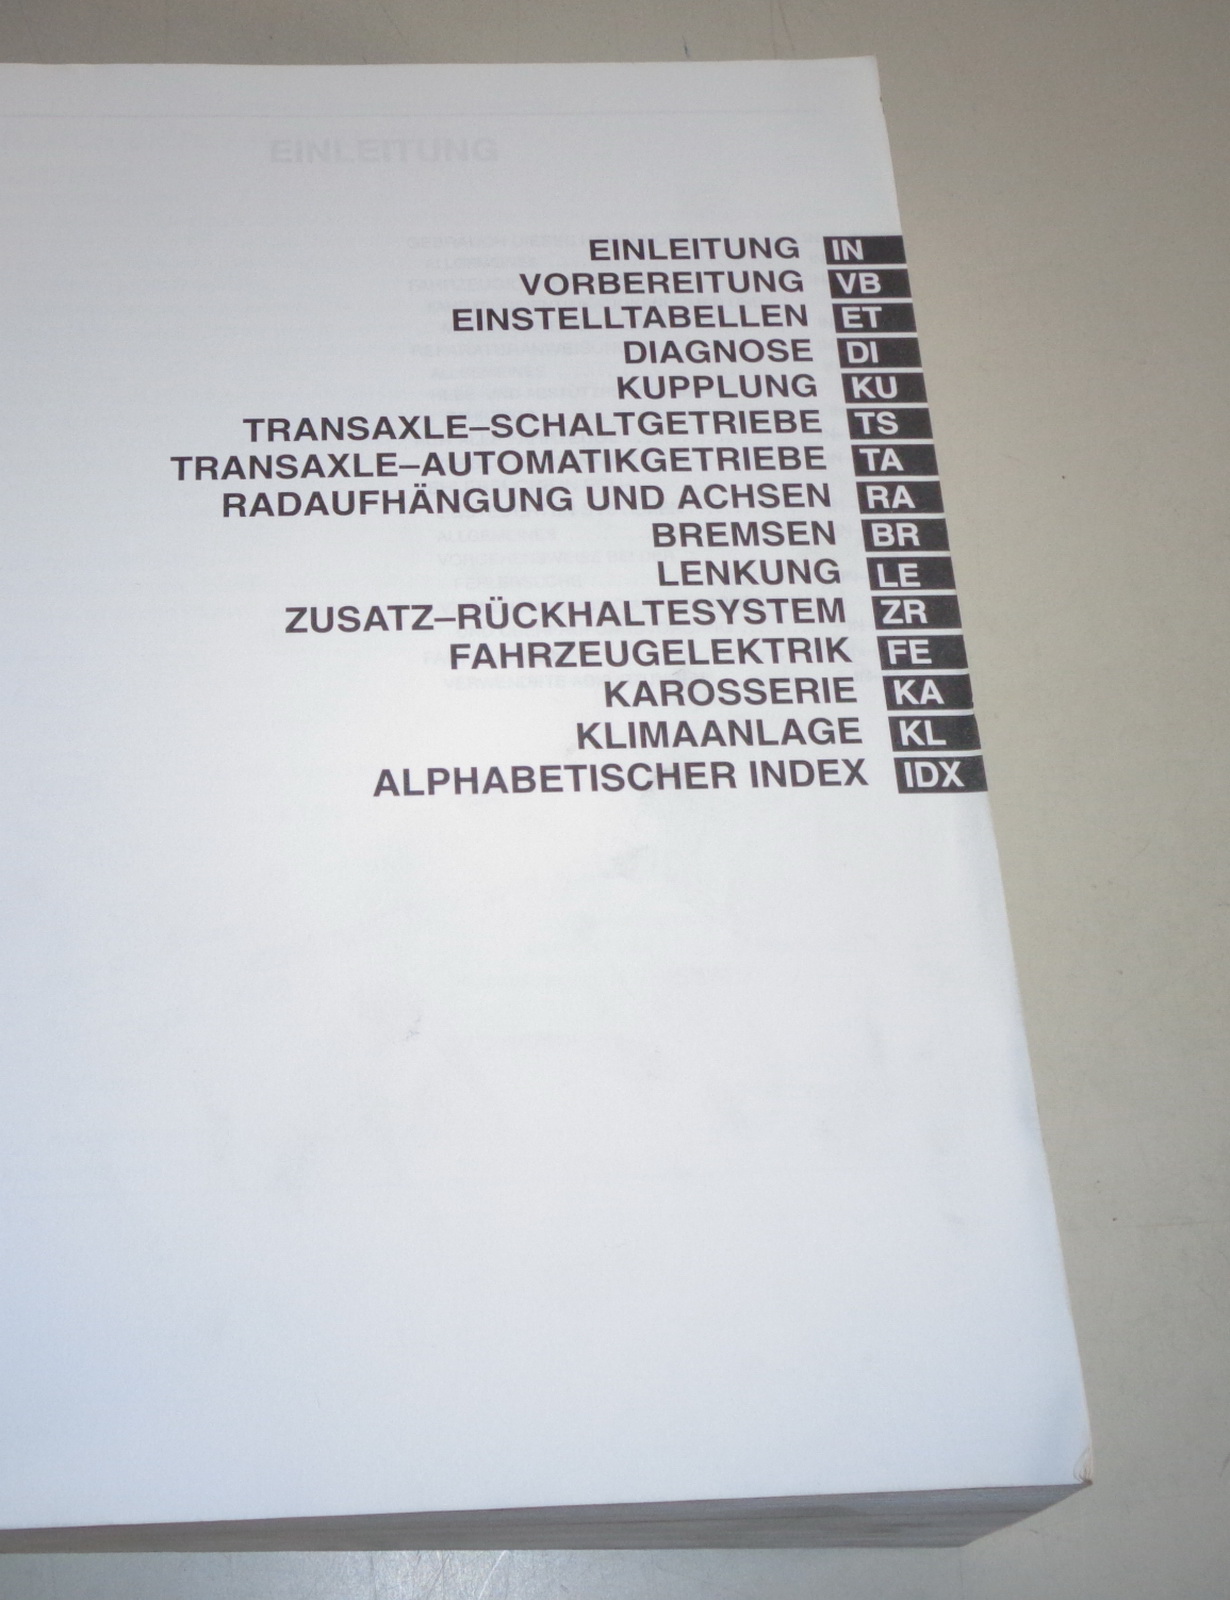 EINLEITUNG
EINLEITUNG IN
VORBEREITUNG VB
EINSTELLTABELLEN ET
DIAGNOSE DI
KUPPLUNG KU
TRANSAXLE–SCHALTGETRIEBE TS
TRANSAXLE–AUTOMATIKGETRIEBE TA
RADAUFHÄNGUNG UND ACHSEN RA
BREMSEN BR
LENKUNG LE
ZUSATZ–RÜCKHALTESYSTEM ZR
FAHRZEUGELEKTRIK FE
KAROSSERIE KA
KLIMAANLAGE KL
ALPHABETISCHER INDEX IDX